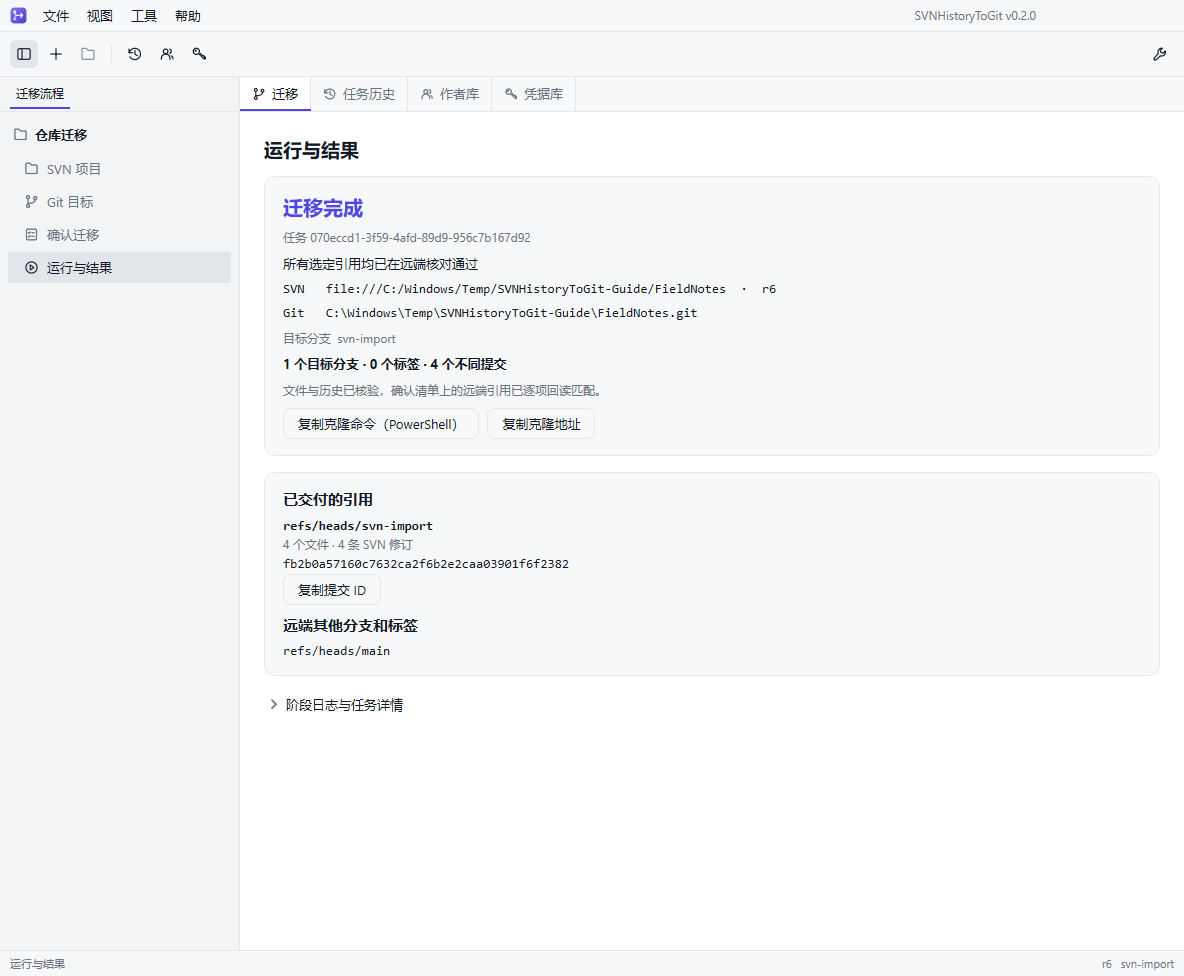 文件 视图 工具 帮助 SVNHistoryToGit v0.2.0
迁移流程
迁移 任务历史 作者库 凭据库
仓库迁移
SVN 项目
Git 目标
确认迁移
运行与结果
运行与结果
迁移完成
任务 070eccd1-3f59-4afd-89d9-956c7b167d92
所有选定引用均已在远端核对通过
SVN file:///C:/Windows/Temp/SVNHistoryToGit-Guide/FieldNotes · r6
Git C:\Windows\Temp\SVNHistoryToGit-Guide\FieldNotes.git
目标分支 svn-import
1 个目标分支 · 0 个标签 · 4 个不同提交
文件与历史已核验，确认清单上的远端引用已逐项回读匹配。
复制克隆命令（PowerShell） 复制克隆地址
已交付的引用
refs/heads/svn-import
4 个文件 · 4 条 SVN 修订
fb2b0a57160c7632ca2f6b2e2caa03901f6f2382
复制提交 ID
远端其他分支和标签
refs/heads/main
阶段日志与任务详情
运行与结果 r6 svn-import